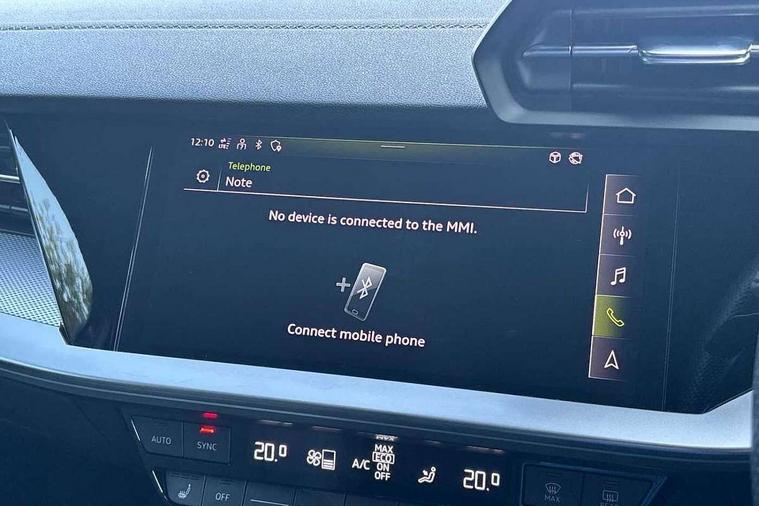 12:10
Telephone
Note
No device is connected to the MMI.
Connect mobile phone
AUTO
SYNC
20.0
A/C
MAX
ECO
ON
OFF
20.0
OFF
MAX
REAR